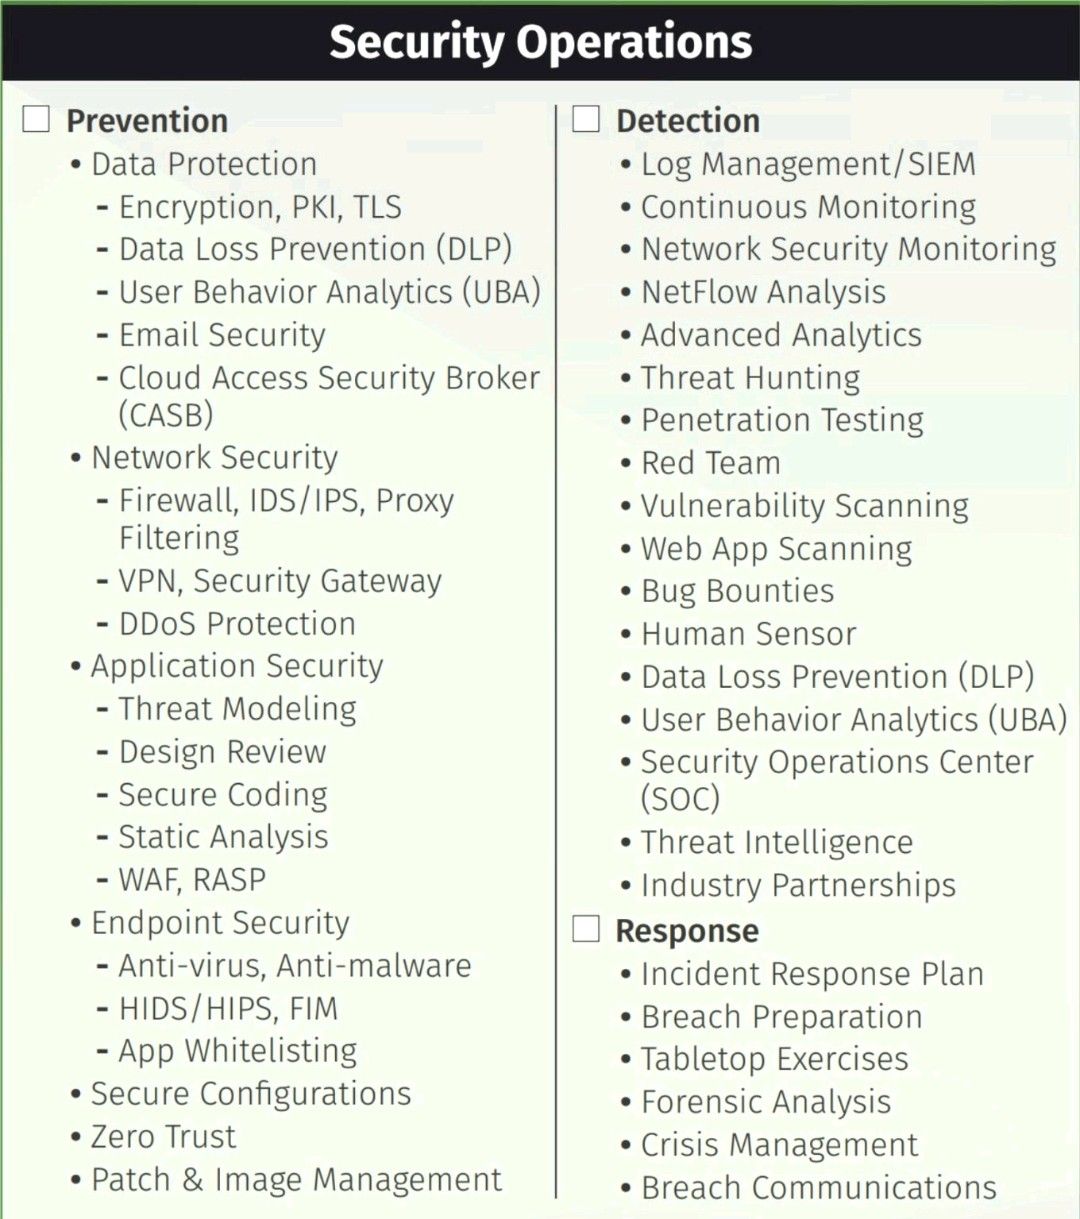 Security Operations
Prevention
• Data Protection
- Encryption, PKI, TLS
- Data Loss Prevention (DLP)
- User Behavior Analytics (UBA)
- Email Security
- Cloud Access Security Broker
(CASB)
• Network Security
- Firewall, IDS/IPS, Proxy
Filtering
- VPN, Security Gateway
- DDoS Protection
• Application Security
- Threat Modeling
- Design Review
- Secure Coding
- Static Analysis
- WAF, RASP
• Endpoint Security
- Anti-virus, Anti-malware
- HIDS/HIPS, FIM
- App Whitelisting
• Secure Configurations
• Zero Trust
• Patch & Image Management
Detection
• Log Management/SIEM
• Continuous Monitoring
• Network Security Monitoring
• NetFlow Analysis
• Advanced Analytics
• Threat Hunting
• Penetration Testing
• Red Team
• Vulnerability Scanning
• Web App Scanning
• Bug Bounties
• Human Sensor
• Data Loss Prevention (DLP)
• User Behavior Analytics (UBA)
• Security Operations Center
(SOC)
• Threat Intelligence
• Industry Partnerships
Response
• Incident Response Plan
• Breach Preparation
• Tabletop Exercises
• Forensic Analysis
• Crisis Management
• Breach Communications